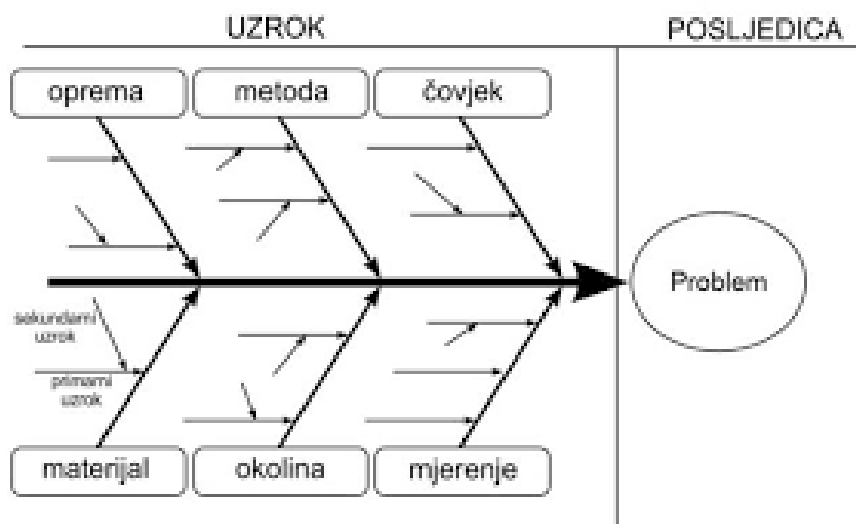 UZROK
POSLJEDICA
oprema
metoda
čovjek
Problem
sekundarni
uzrok
primarni
uzrok
materijal
okolina
mjerenje